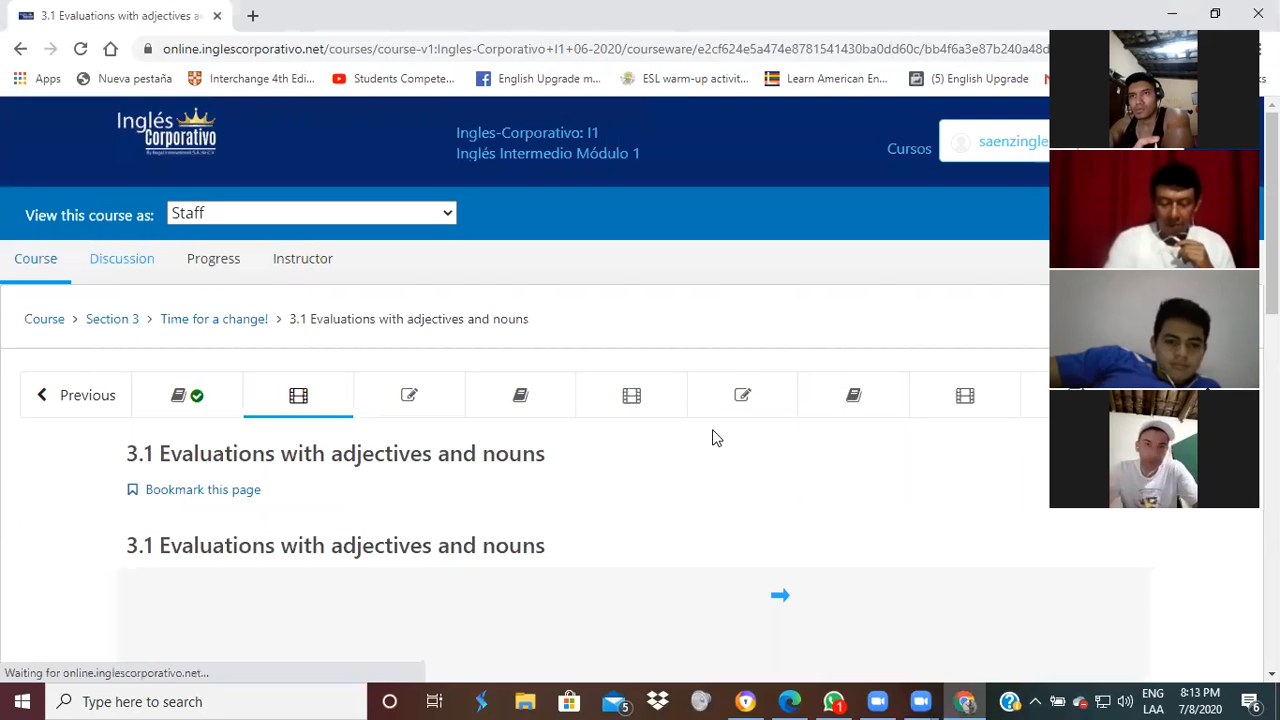 3.1 Evaluations with adjectives a
online.inglescorporativo.net/courses/course-v1:Ingles-Corporativo+I1+06-2020/courseware/e2cf624e5a474e8781541430ba0dd60c/bb4f6a3e87b240a48d
Apps
Nueva pestaña
Interchange 4th Edi...
Students Compete...
English Upgrade m...
ESL warm-up activit...
Learn American En...
(5) English Upgrade
Inglés
Corporativo
Ingles-Corporativo: I1
Inglés Intermedio Módulo 1
Cursos
saenzingle
View this course as:
Staff
Course
Discussion
Progress
Instructor
Course > Section 3 > Time for a change! > 3.1 Evaluations with adjectives and nouns
Previous
3.1 Evaluations with adjectives and nouns
Bookmark this page
3.1 Evaluations with adjectives and nouns
Waiting for online.inglescorporativo.net...
Type here to search
5
1
ENG
LAA
8:13 PM
7/8/2020
6